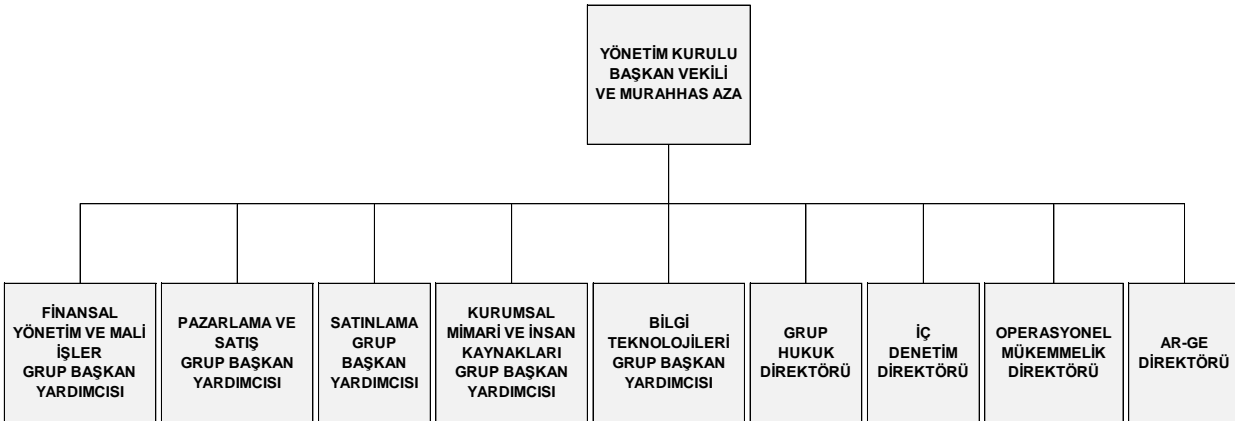 YÖNETİM KURULU
BAŞKAN VEKİLİ
VE MURAHHAS AZA
FİNANSAL
YÖNETİM VE MALİ
İŞLER
GRUP BAŞKAN
YARDIMCISI
PAZARLAMA VE
SATIŞ
GRUP BAŞKAN
YARDIMCISI
SATINLAMA
GRUP
BAŞKAN
YARDIMCISI
KURUMSAL
MİMARİ VE İNSAN
KAYNAKLARI
GRUP BAŞKAN
YARDIMCISI
BİLGİ
TEKNOLOJİLERİ
GRUP BAŞKAN
YARDIMCISI
GRUP
HUKUK
DİREKTÖRÜ
İÇ
DENETİM
DİREKTÖRÜ
OPERASYONEL
MÜKEMMELİK
DİREKTÖRÜ
AR-GE
DİREKTÖRÜ